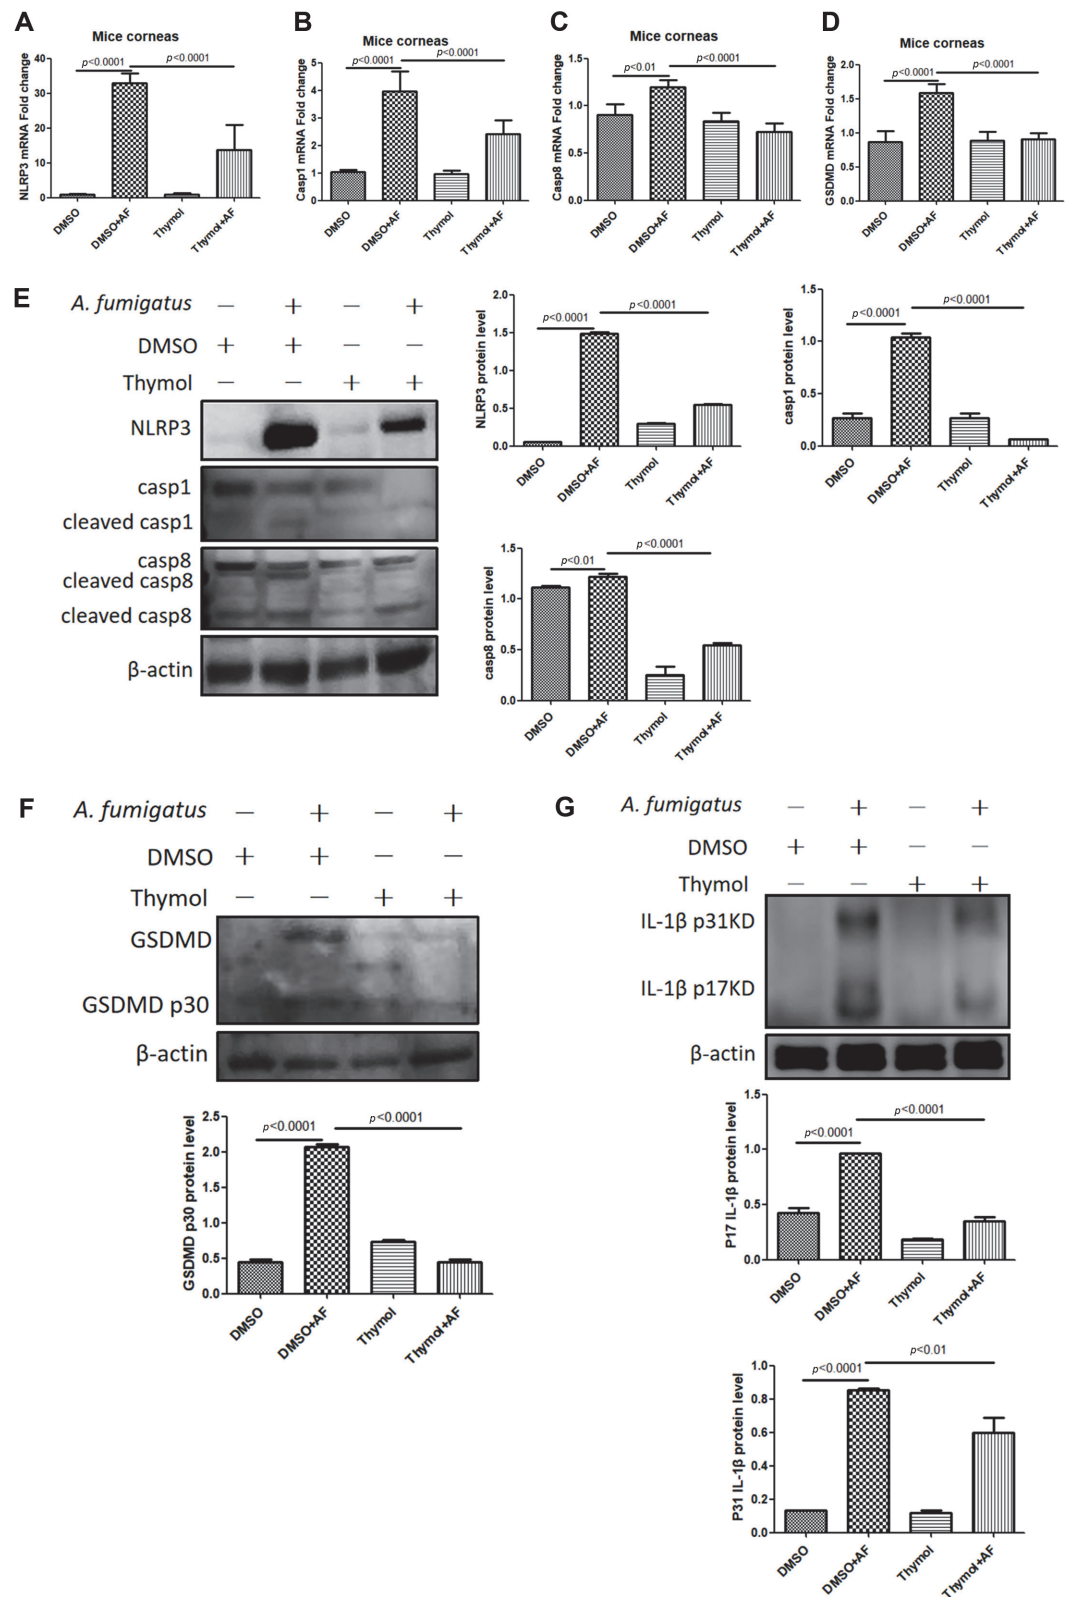 A
Mice corneas
p<0.0001
p<0.0001
NLRP3 mRNA Fold change
40
30
20
10
0
DMSO
DMSO+AF
Thymol
Thymol+AF
B
Mice corneas
p<0.0001
p<0.0001
Casp1 mRNA Fold change
5
4
3
2
1
0
DMSO
DMSO+AF
Thymol
Thymol+AF
C
Mice corneas
p<0.01
p<0.0001
Casp8 mRNA Fold change
1.5
1.0
0.5
0.0
DMSO
DMSO+AF
Thymol
Thymol+AF
D
Mice corneas
p<0.0001
p<0.0001
GSDMD mRNA Fold change
2.0
1.5
1.0
0.5
0.0
DMSO
DMSO+AF
Thymol
Thymol+AF
E
A. fumigatus − + − +
DMSO + + − −
Thymol − − + +
NLRP3
casp1
cleaved casp1
casp8
cleaved casp8
cleaved casp8
β-actin
NLRP3 protein level
2.0
1.5
1.0
0.5
0.0
p<0.0001
p<0.0001
DMSO
DMSO+AF
Thymol
Thymol+AF
casp1 protein level
1.5
1.0
0.5
0.0
p<0.0001
p<0.0001
DMSO
DMSO+AF
Thymol
Thymol+AF
casp8 protein level
1.5
1.0
0.5
0.0
p<0.01
p<0.0001
DMSO
DMSO+AF
Thymol
Thymol+AF
F
A. fumigatus − + − +
DMSO + + − −
Thymol − − + +
GSDMD
GSDMD p30
β-actin
GSDMD p30 protein level
2.5
2.0
1.5
1.0
0.5
0.0
p<0.0001
p<0.0001
DMSO
DMSO+AF
Thymol
Thymol+AF
G
A. fumigatus − + − +
DMSO + + − −
Thymol − − + +
IL-1β p31KD
IL-1β p17KD
β-actin
P17 IL-1β protein level
1.5
1.0
0.5
0.0
p<0.0001
p<0.0001
DMSO
DMSO+AF
Thymol
Thymol+AF
P31 IL-1β protein level
1.0
0.8
0.6
0.4
0.2
0.0
p<0.0001
p<0.01
DMSO
DMSO+AF
Thymol
Thymol+AF